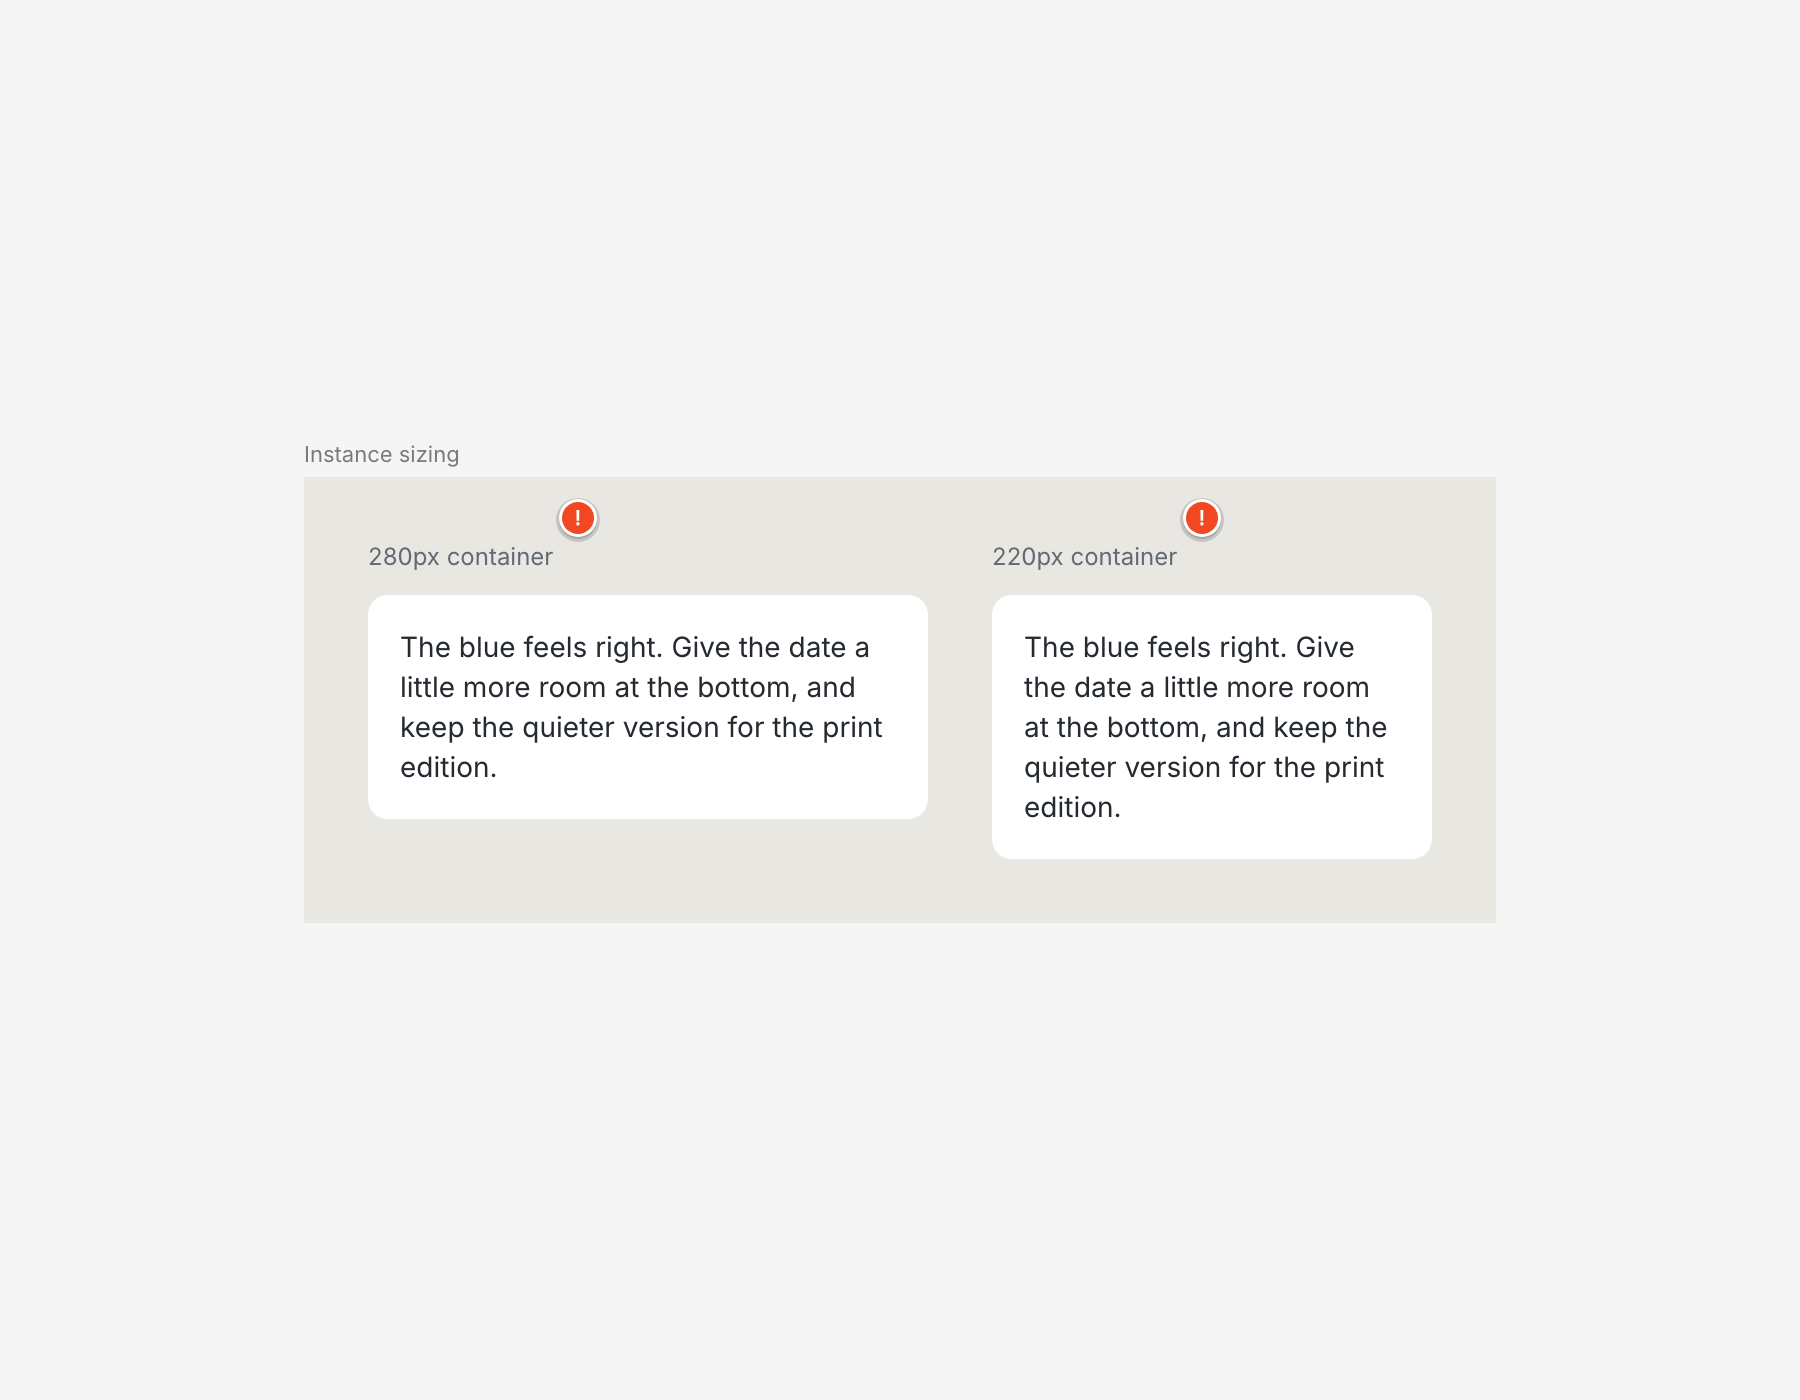 Instance sizing
!
!
280px container
220px container
The blue feels right. Give the date a
little more room at the bottom, and
keep the quieter version for the print
edition.
The blue feels right. Give
the date a little more room
at the bottom, and keep the
quieter version for the print
edition.